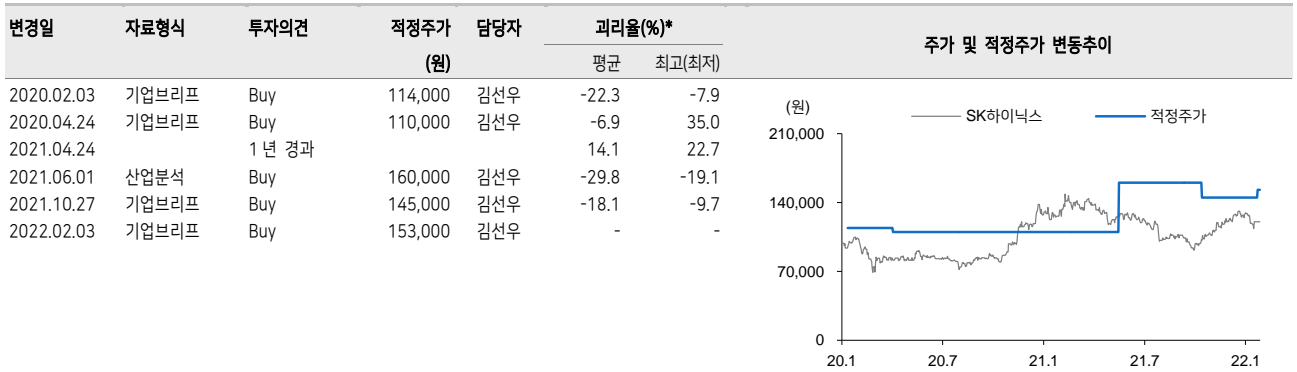 변경일 자료형식 투자의견 적정주가 담당자 괴리율(%)* 주가 및 적정주가 변동추이
(원) 평균 최고(최저)
2020.02.03 기업브리프 Buy 114,000 김선우 -22.3 -7.9
2020.04.24 기업브리프 Buy 110,000 김선우 -6.9 35.0
2021.04.24 1년 경과 14.1 22.7
2021.06.01 산업분석 Buy 160,000 김선우 -29.8 -19.1
2021.10.27 기업브리프 Buy 145,000 김선우 -18.1 -9.7
2022.02.03 기업브리프 Buy 153,000 김선우 - -
(원)
SK하이닉스 적정주가
210,000
140,000
70,000
0
20.1 20.7 21.1 21.7 22.1